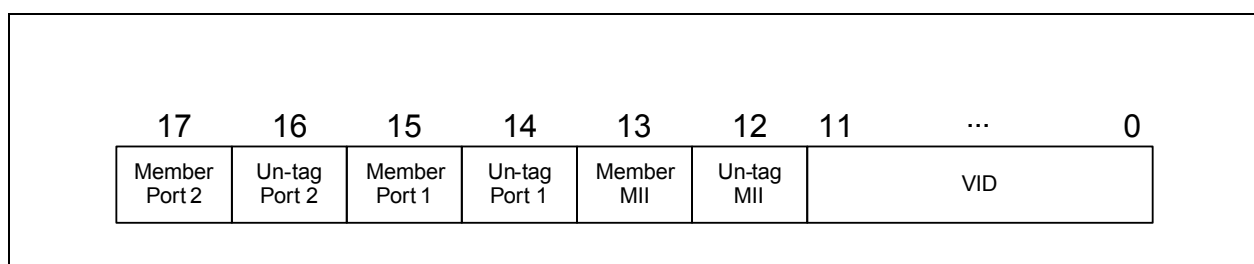 17 16 15 14 13 12 11 ... 0
Member Port 2
Un-tag Port 2
Member Port 1
Un-tag Port 1
Member MII
Un-tag MII
VID